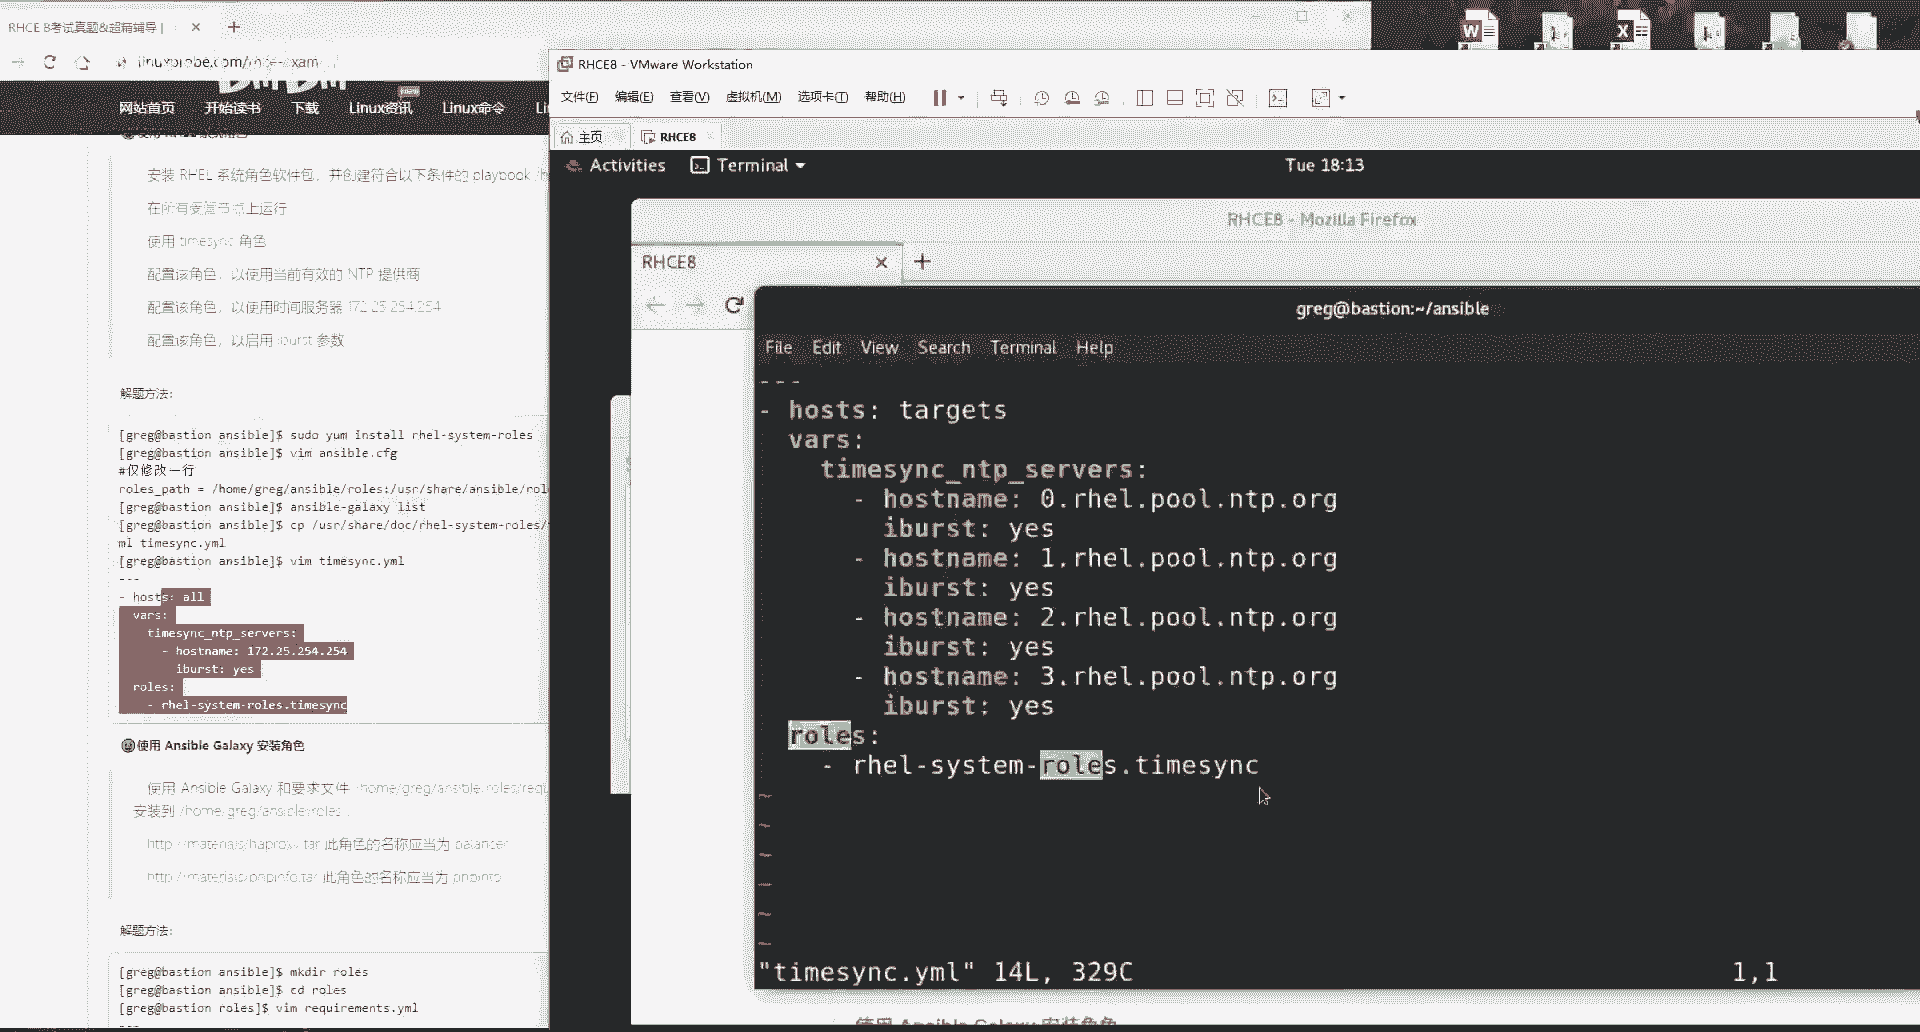 RHCE 8考试真题&超精辅导 |
RHCE8 - VMware Workstation
文件(F) 编辑(E) 查看(V) 虚拟机(M) 选项卡(T) 帮助(H)
主页 RHCE8
网站首页 开始读书 下载 Linux资讯 Linux命令
安装 RHEL 系统角色软件包，并创建符合以下条件的 playbook
在所有受管节点上运行
使用 timesync 角色
配置该角色，以使用当前有效的 NTP 提供商
配置该角色，以使用时间服务器 172.25.254.254
配置该角色，以启用 iburst 参数
解题方法:
[greg@bastion ansible]$ sudo yum install rhel-system-roles
[greg@bastion ansible]$ vim ansible.cfg
#仅修改一行
roles_path = /home/greg/ansible/roles:/usr/share/ansible/rol
[greg@bastion ansible]$ ansible-galaxy list
[greg@bastion ansible]$ cp /usr/share/doc/rhel-system-roles/
ml timesync.yml
[greg@bastion ansible]$ vim timesync.yml
---
- hosts: all
vars:
timesync_ntp_servers:
- hostname: 172.25.254.254
iburst: yes
roles:
- rhel-system-roles.timesync
使用 Ansible Galaxy 安装角色
使用 Ansible Galaxy 和要求文件 /home/greg/ansible/roles/requ
安装到 /home/greg/ansible/roles :
http://materials/haproxy.tar 此角色的名称应当为 balancer
http://materials/phpinfo.tar 此角色的名称应当为 phpinfo
解题方法:
[greg@bastion ansible]$ mkdir roles
[greg@bastion ansible]$ cd roles
[greg@bastion roles]$ vim requirements.yml
---
Activities Terminal Tue 18:13
RHCE8 - Mozilla Firefox
RHCE8
greg@bastion:~/ansible
File Edit View Search Terminal Help
---
- hosts: targets
vars:
timesync_ntp_servers:
- hostname: 0.rhel.pool.ntp.org
iburst: yes
- hostname: 1.rhel.pool.ntp.org
iburst: yes
- hostname: 2.rhel.pool.ntp.org
iburst: yes
- hostname: 3.rhel.pool.ntp.org
iburst: yes
roles:
- rhel-system-roles.timesync
~
~
~
~
~
~
"timesync.yml" 14L, 329C 1,1
使用 Ansible Galaxy 安装角色